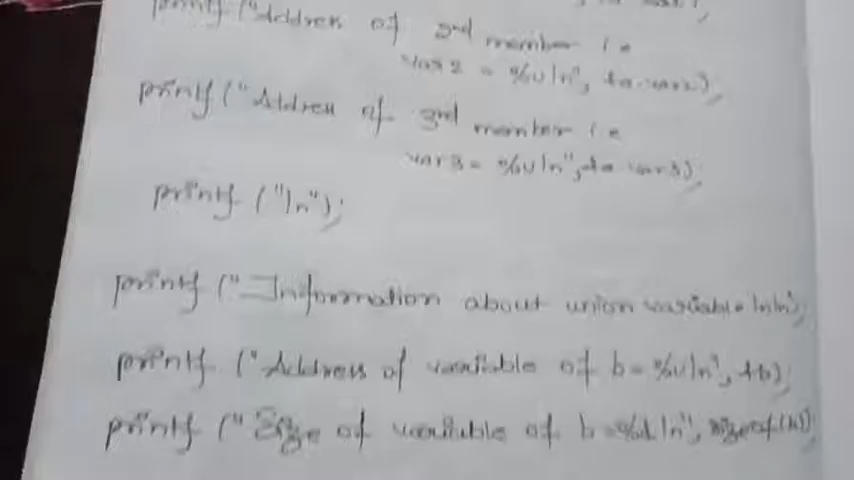 printf ("Address of 2nd member i.e
var2 = %u\n", &a.var2);
printf ("Address of 3rd member i.e
var3 = %u\n", &a.var3);
printf ("\n");
printf ("Information about union variable \n\n");
printf ("Address of variable of b = %u\n", &b);
printf ("Size of variable of b = %d\n", sizeof(b));